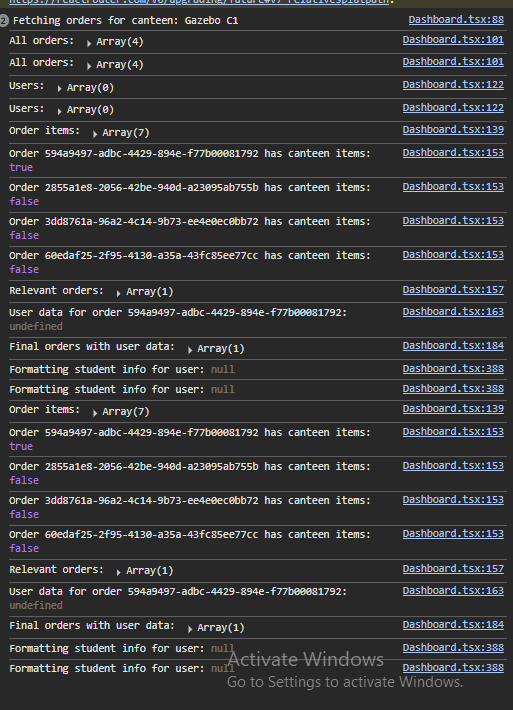 https://reactrouter.com/v6/upgrading/future#v7_relativesplatpath.
2 Fetching orders for canteen: Gazebo C1 Dashboard.tsx:88
All orders: ▶ Array(4) Dashboard.tsx:101
All orders: ▶ Array(4) Dashboard.tsx:101
Users: ▶ Array(0) Dashboard.tsx:122
Users: ▶ Array(0) Dashboard.tsx:122
Order items: ▶ Array(7) Dashboard.tsx:139
Order 594a9497-adbc-4429-894e-f77b00081792 has canteen items: Dashboard.tsx:153
true
Order 2855a1e8-2056-42be-940d-a23095ab755b has canteen items: Dashboard.tsx:153
false
Order 3dd8761a-96a2-4c14-9b73-ee4e0ec0bb72 has canteen items: Dashboard.tsx:153
false
Order 60edaf25-2f95-4130-a35a-43fc85ee77cc has canteen items: Dashboard.tsx:153
false
Relevant orders: ▶ Array(1) Dashboard.tsx:157
User data for order 594a9497-adbc-4429-894e-f77b00081792: Dashboard.tsx:163
undefined
Final orders with user data: ▶ Array(1) Dashboard.tsx:184
Formatting student info for user: null Dashboard.tsx:388
Formatting student info for user: null Dashboard.tsx:388
Order items: ▶ Array(7) Dashboard.tsx:139
Order 594a9497-adbc-4429-894e-f77b00081792 has canteen items: Dashboard.tsx:153
true
Order 2855a1e8-2056-42be-940d-a23095ab755b has canteen items: Dashboard.tsx:153
false
Order 3dd8761a-96a2-4c14-9b73-ee4e0ec0bb72 has canteen items: Dashboard.tsx:153
false
Order 60edaf25-2f95-4130-a35a-43fc85ee77cc has canteen items: Dashboard.tsx:153
false
Relevant orders: ▶ Array(1) Dashboard.tsx:157
User data for order 594a9497-adbc-4429-894e-f77b00081792: Dashboard.tsx:163
undefined
Final orders with user data: ▶ Array(1) Dashboard.tsx:184
Formatting student info for user: null Dashboard.tsx:388
Formatting student info for user: null Dashboard.tsx:388
Activate Windows
Go to Settings to activate Windows.